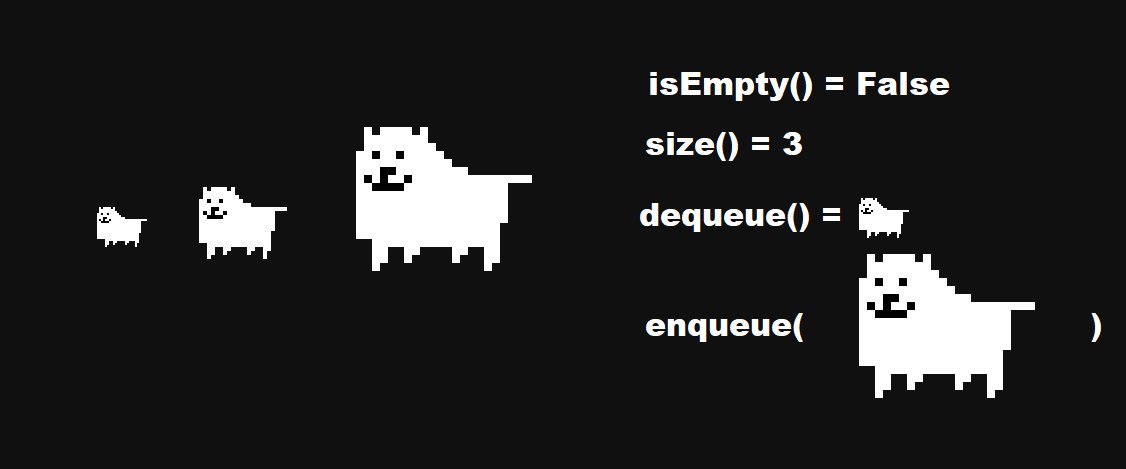 isEmpty() = False
size() = 3
dequeue() =
enqueue( )